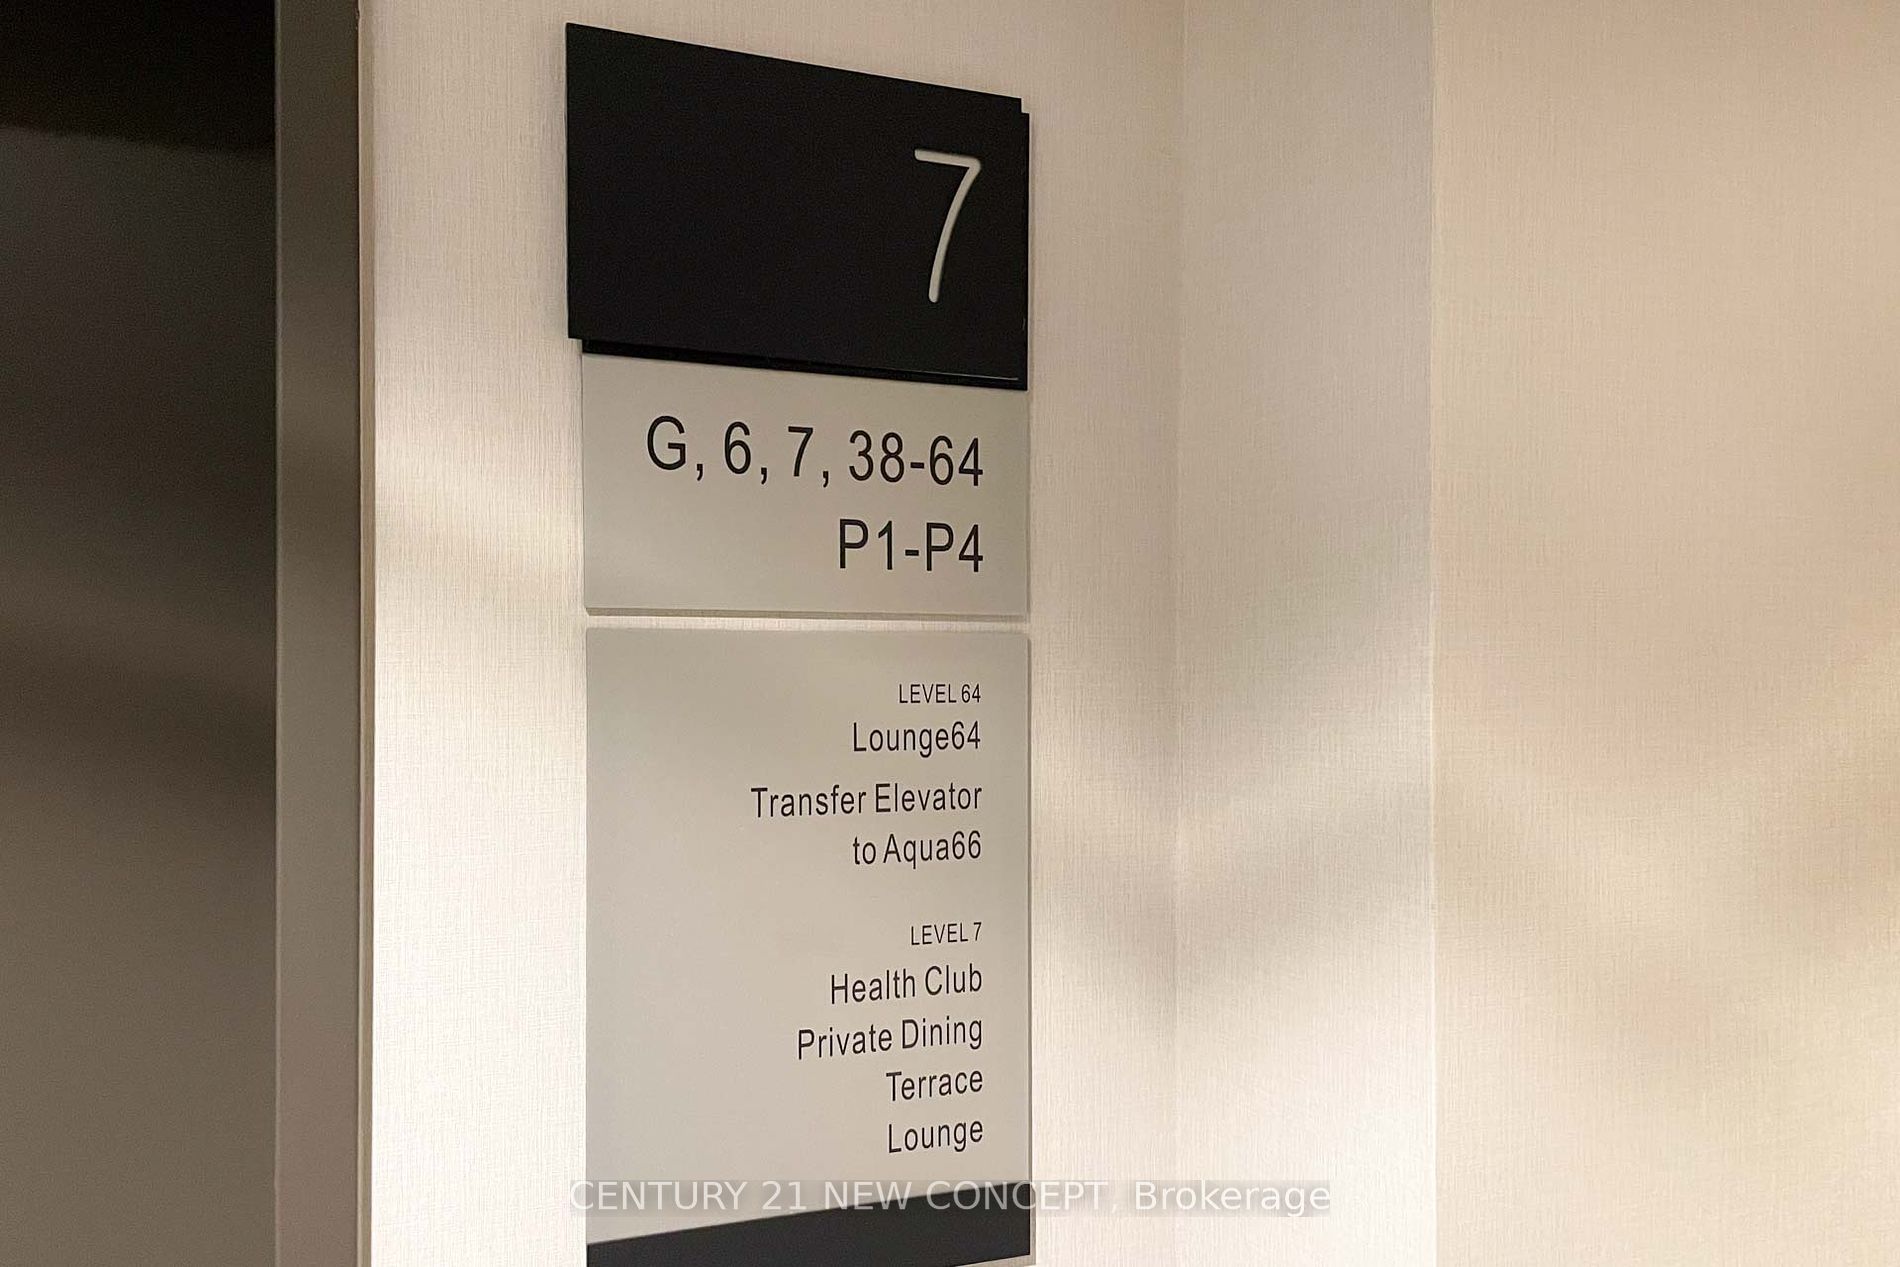 7
G, 6, 7, 38-64
P1-P4
LEVEL 64
Lounge64
Transfer Elevator
to Aqua66
LEVEL 7
Health Club
Private Dining
Terrace
Lounge
CENTURY 21 NEW CONCEPT, Brokerage